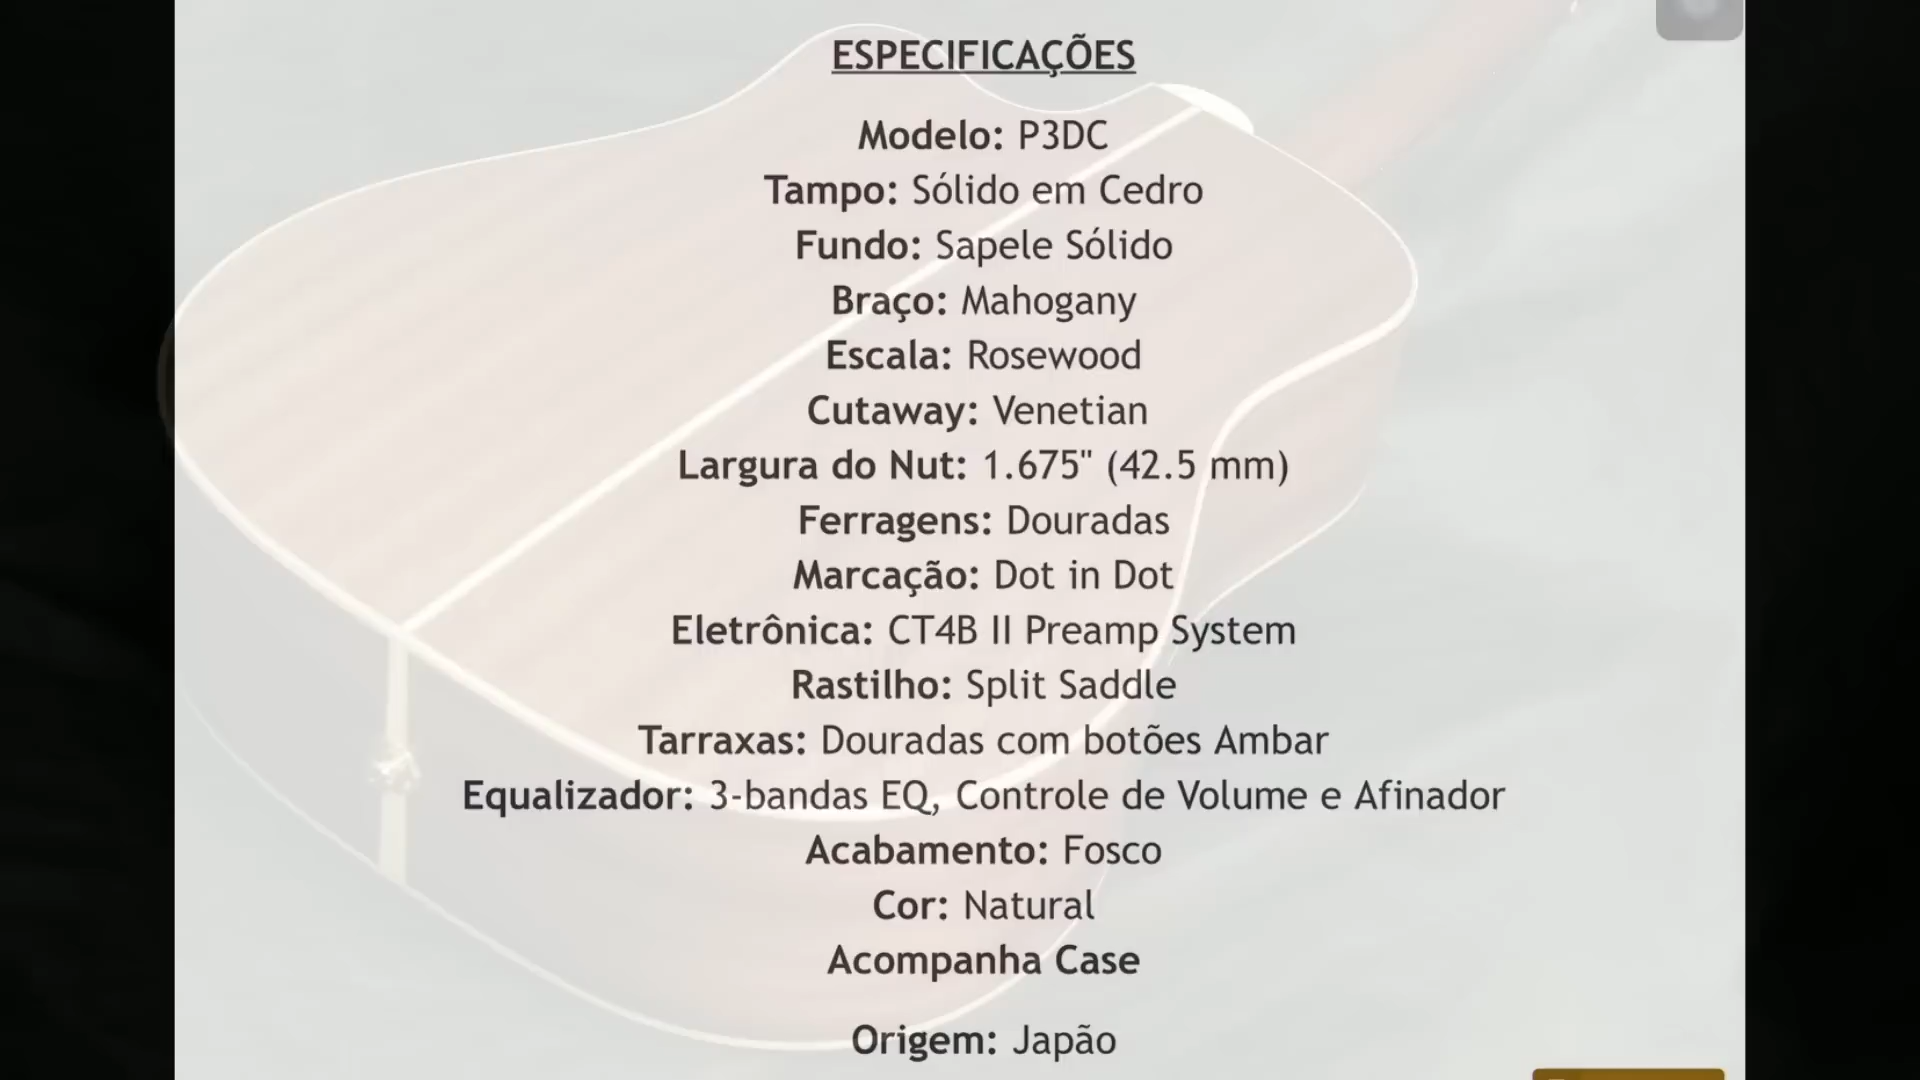 ESPECIFICAÇÕES
Modelo: P3DC
Tampo: Sólido em Cedro
Fundo: Sapele Sólido
Braço: Mahogany
Escala: Rosewood
Cutaway: Venetian
Largura do Nut: 1.675" (42.5 mm)
Ferragens: Douradas
Marcação: Dot in Dot
Eletrônica: CT4B II Preamp System
Rastilho: Split Saddle
Tarraxas: Douradas com botões Ambar
Equalizador: 3-bandas EQ, Controle de Volume e Afinador
Acabamento: Fosco
Cor: Natural
Acompanha Case
Origem: Japão